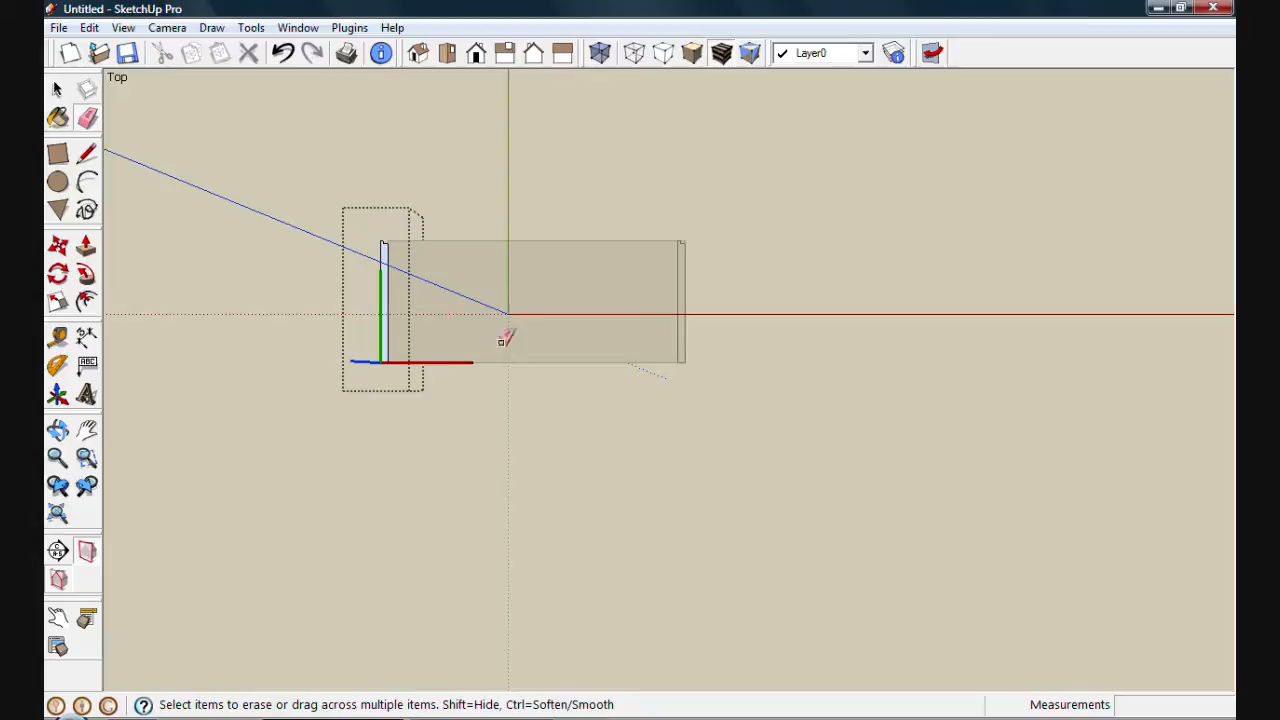 Untitled - SketchUp Pro
File Edit View Camera Draw Tools Window Plugins Help
Layer0
Top
ABC
A
Select items to erase or drag across multiple items. Shift=Hide, Ctrl=Soften/Smooth
Measurements